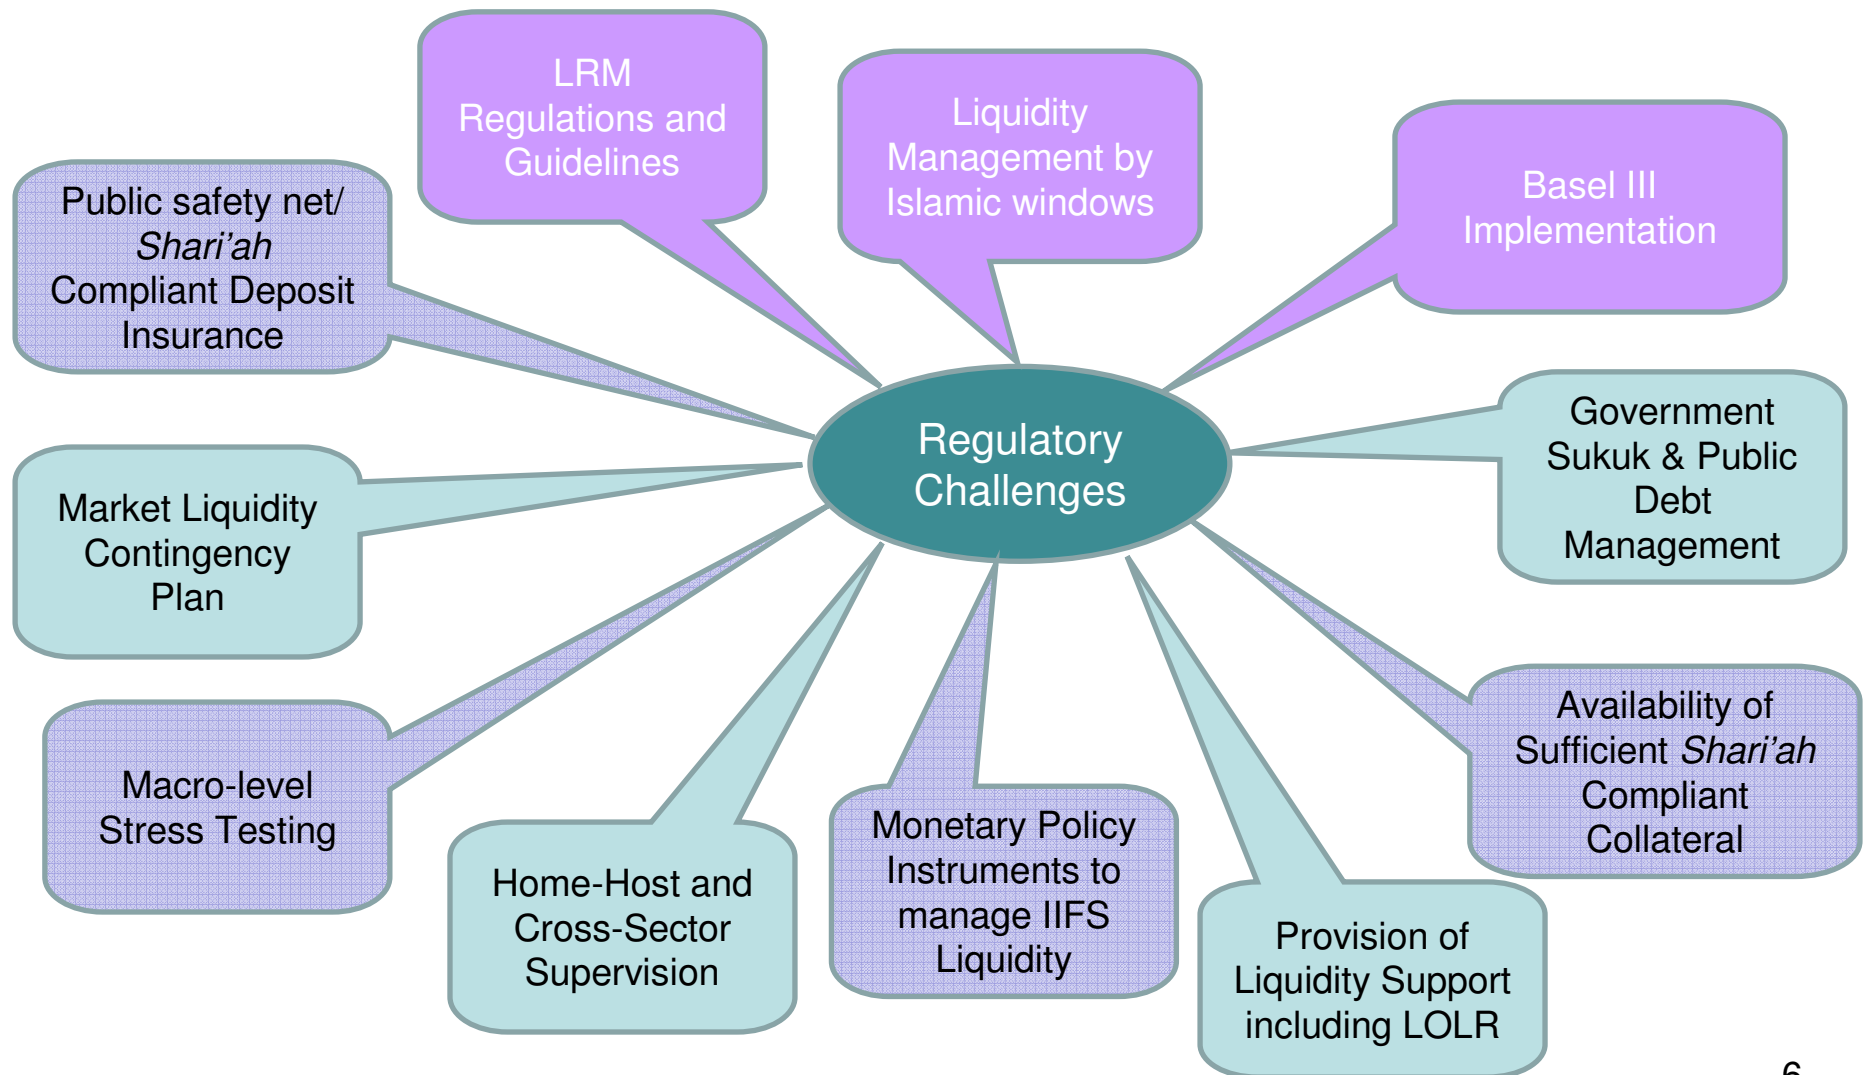 LRM
Regulations and
Guidelines
Liquidity
Management by
Islamic windows
Basel III
Implementation
Public safety net/
Shari’ah
Compliant Deposit
Insurance
Regulatory
Challenges
Government
Sukuk & Public
Debt
Management
Market Liquidity
Contingency
Plan
Availability of
Sufficient Shari’ah
Compliant
Collateral
Macro-level
Stress Testing
Home-Host and
Cross-Sector
Supervision
Monetary Policy
Instruments to
manage IIFS
Liquidity
Provision of
Liquidity Support
including LOLR
6